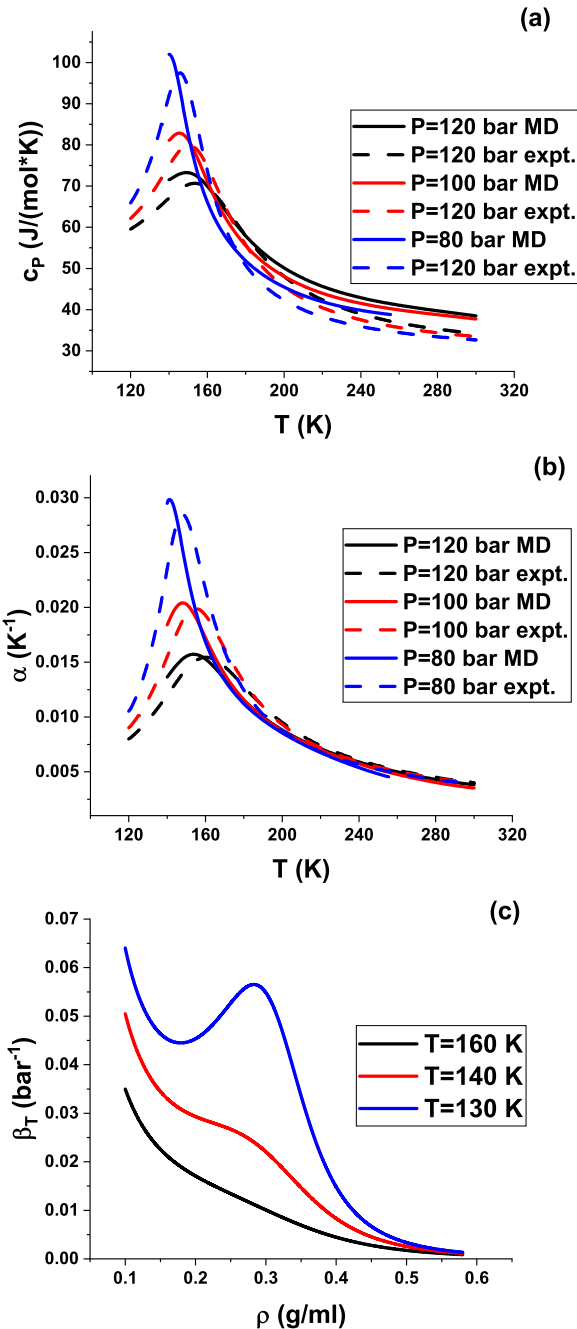 (a)
100
90
80
70
60
50
40
30
c_P (J/(mol*K))
P=120 bar MD
P=120 bar expt.
P=100 bar MD
P=120 bar expt.
P=80 bar MD
P=120 bar expt.
120 160 200 240 280 320
T (K)
(b)
0.030
0.025
0.020
0.015
0.010
0.005
α (K⁻¹)
P=120 bar MD
P=120 bar expt.
P=100 bar MD
P=100 bar expt.
P=80 bar MD
P=80 bar expt.
120 160 200 240 280 320
T (K)
(c)
0.07
0.06
0.05
0.04
0.03
0.02
0.01
0.00
β_T (bar⁻¹)
T=160 K
T=140 K
T=130 K
0.1 0.2 0.3 0.4 0.5 0.6
ρ (g/ml)